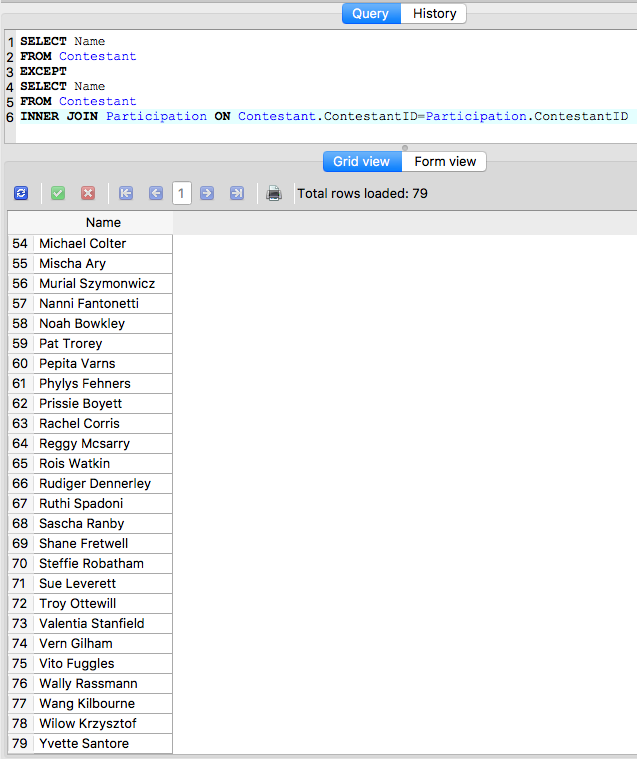 Query History
1 SELECT Name
2 FROM Contestant
3 EXCEPT
4 SELECT Name
5 FROM Contestant
6 INNER JOIN Participation ON Contestant.ContestantID=Participation.ContestantID
Grid view Form view
1 Total rows loaded: 79
Name
54 Michael Colter
55 Mischa Ary
56 Murial Szymonwicz
57 Nanni Fantonetti
58 Noah Bowkley
59 Pat Trorey
60 Pepita Varns
61 Phylys Fehners
62 Prissie Boyett
63 Rachel Corris
64 Reggy Mcsarry
65 Rois Watkin
66 Rudiger Dennerley
67 Ruthi Spadoni
68 Sascha Ranby
69 Shane Fretwell
70 Steffie Robatham
71 Sue Leverett
72 Troy Ottewill
73 Valentia Stanfield
74 Vern Gilham
75 Vito Fuggles
76 Wally Rassmann
77 Wang Kilbourne
78 Wilow Krzysztof
79 Yvette Santore